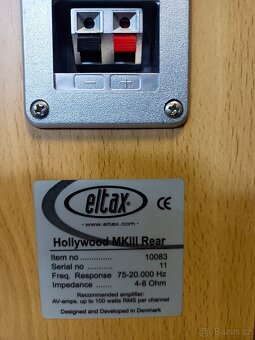 - +
eltax
CE
· www.eltax.com ·
Hollywood MKIII Rear
Item no .................. 10083
Serial no ................ 11
Freq. Response 75-20.000 Hz
Impedance ....... 4-8 Ohm
Recommended amplifier:
AV-amps. up to 100 watts RMS per channel
Designed and Developed in Denmark